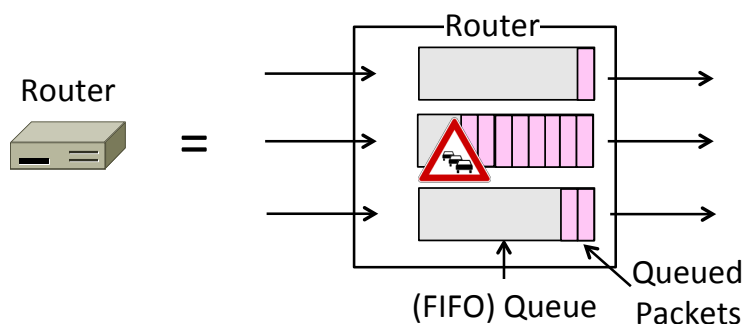 Router
Router
=
(FIFO) Queue
Queued
Packets